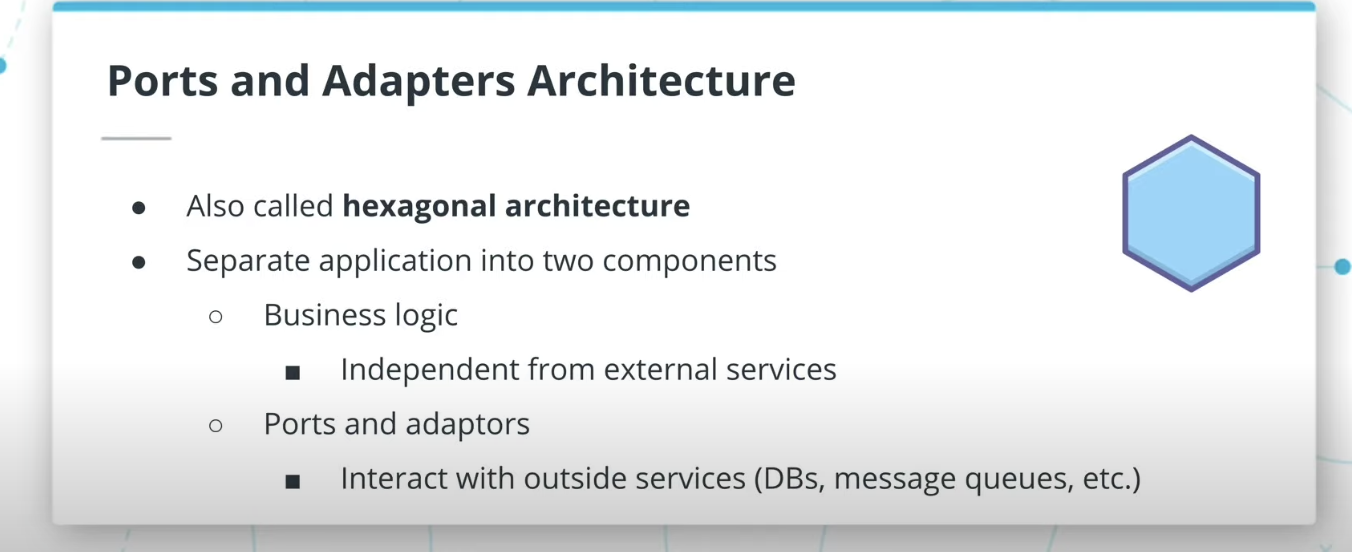 Ports and Adapters Architecture
● Also called hexagonal architecture
● Separate application into two components
○ Business logic
■ Independent from external services
○ Ports and adaptors
■ Interact with outside services (DBs, message queues, etc.)